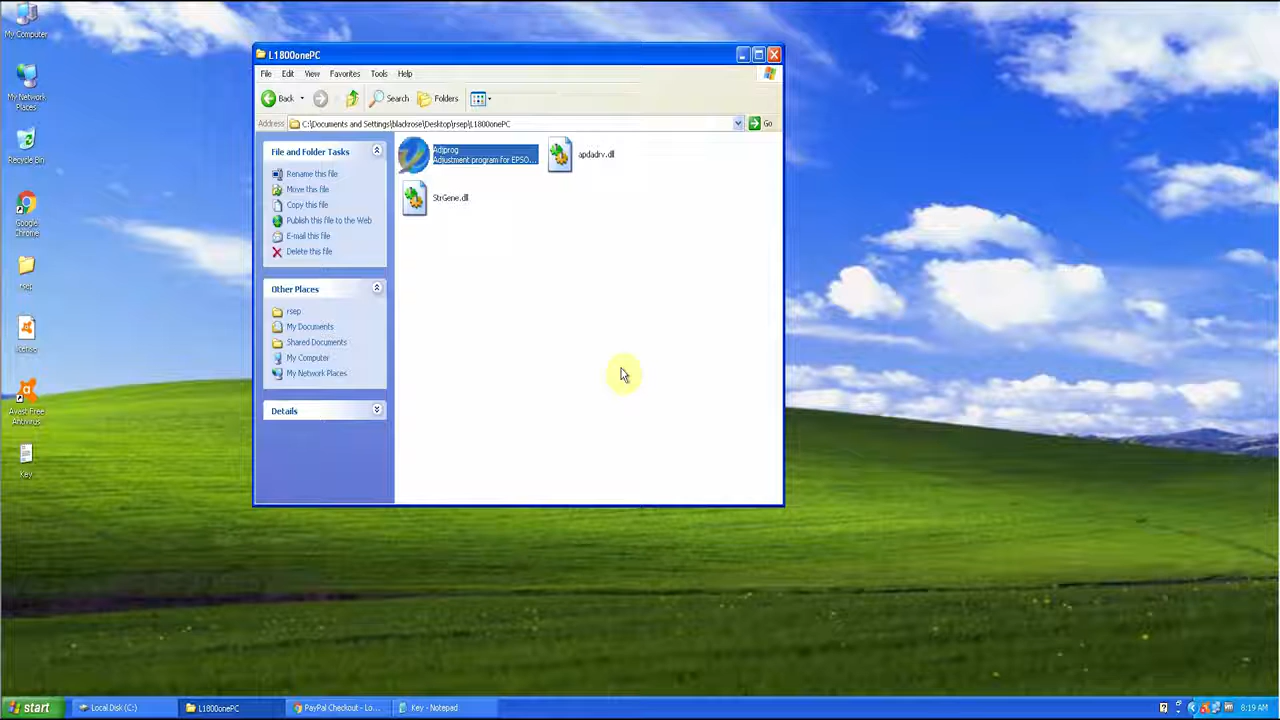 My Computer
My Network
Places
Recycle Bin
Google
Chrome
Avast Free
Antivirus
Key
L1800onePC
File Edit View Favorites Tools Help
Back Search Folders
Address C:\Documents and Settings\blackrose\Desktop\rsep\L1800onePC Go
File and Folder Tasks
Rename this file
Move this file
Copy this file
Publish this file to the Web
E-mail this file
Delete this file
Other Places
rsep
My Documents
Shared Documents
My Computer
My Network Places
Details
Adjprog
Adjustment program for EPSO...
apdadrv.dll
StrGene.dll
start Local Disk (C:) L1800onePC PayPal Checkout - Lo... Key - Notepad 8:19 AM